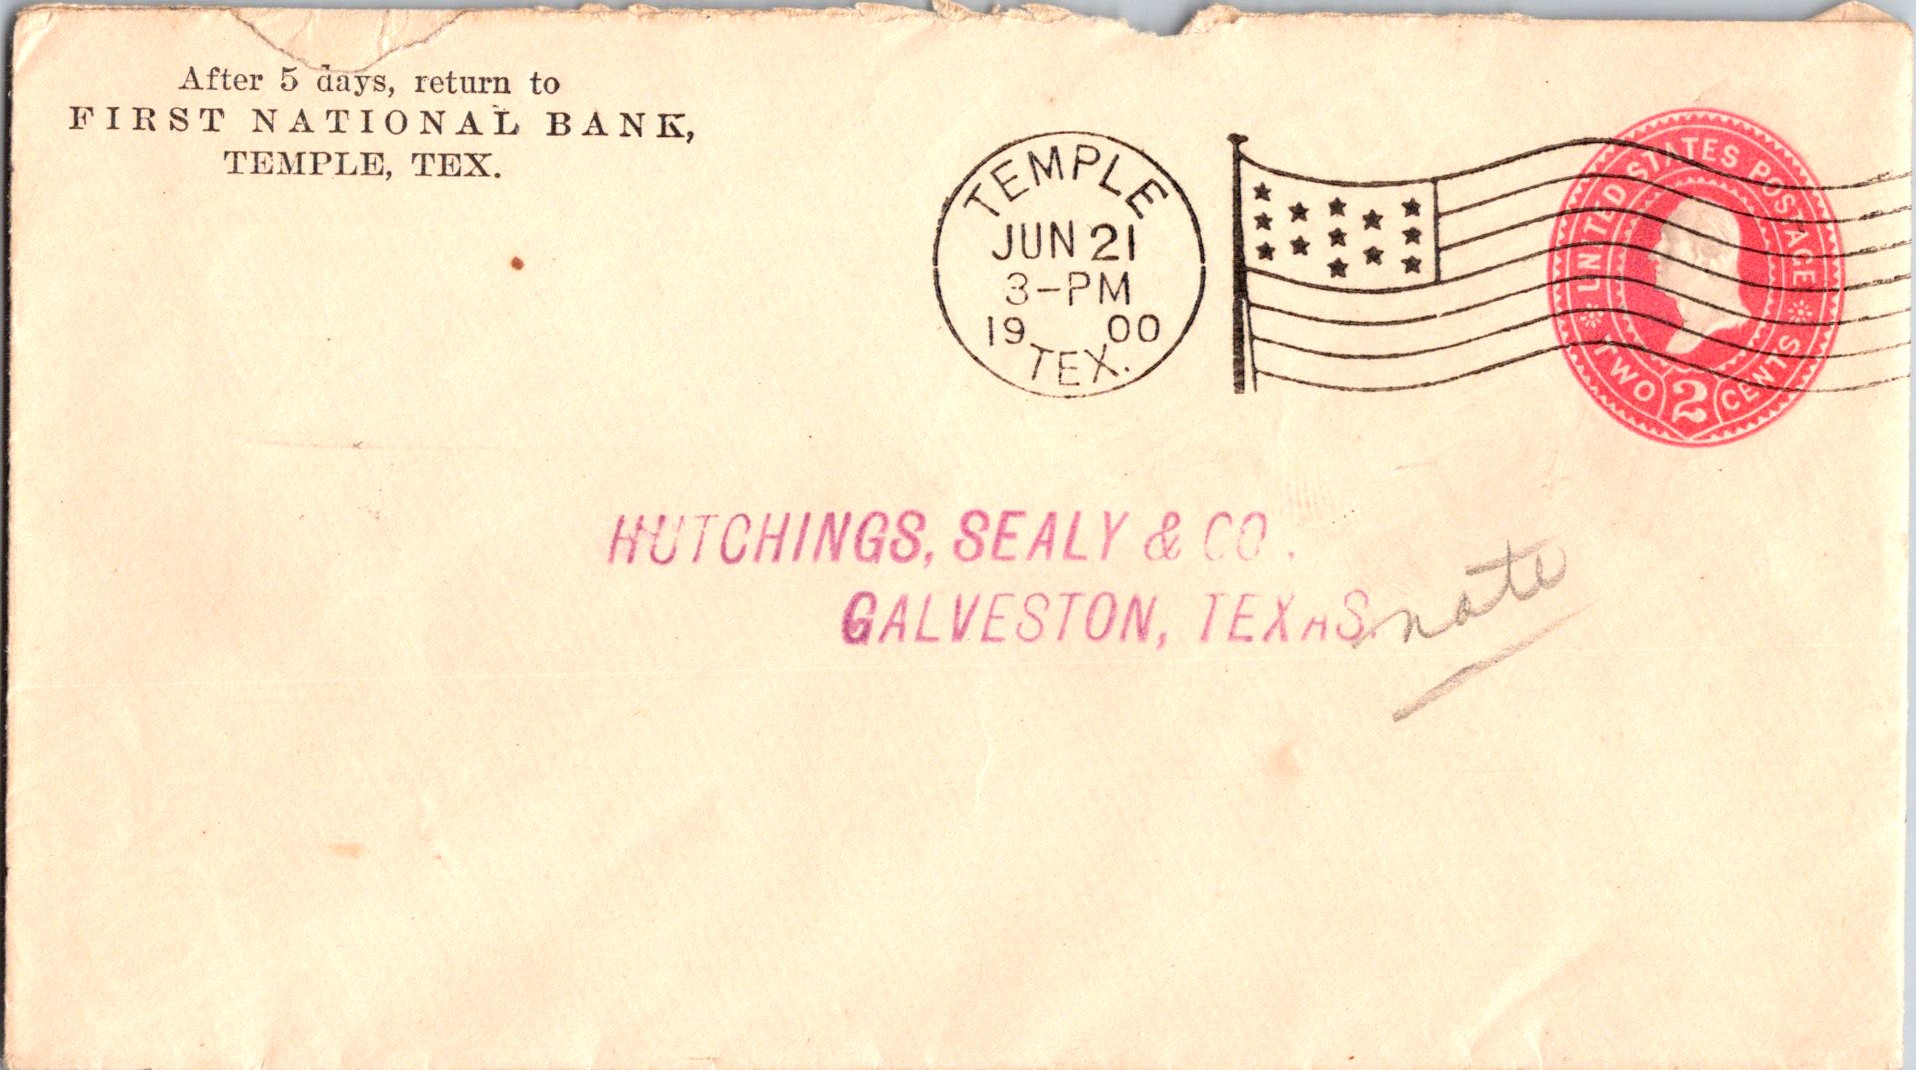 After 5 days, return to
FIRST NATIONAL BANK,
TEMPLE, TEX.
TEMPLE
JUN 21
3-PM
19 00
TEX.
UNITED STATES POSTAGE
TWO 2 CENTS
HUTCHINGS, SEALY & CO.
GALVESTON, TEXAS.
note